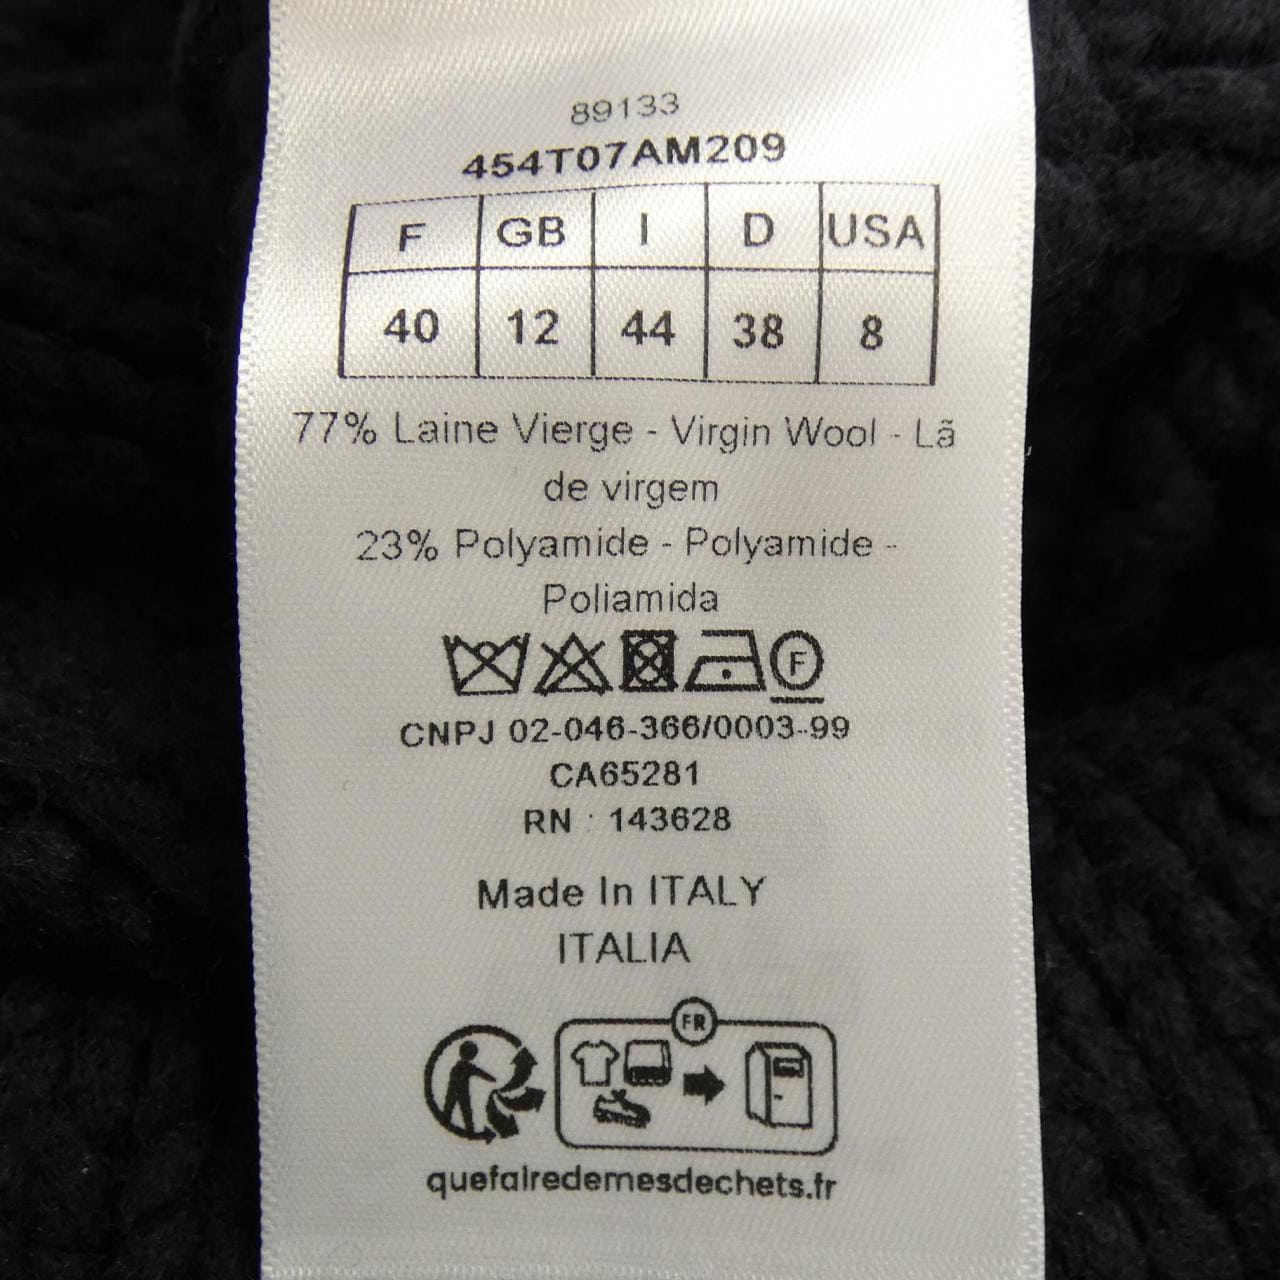 89133
454T07AM209
F GB I D USA
40 12 44 38 8
77% Laine Vierge - Virgin Wool - Lã
de virgem
23% Polyamide - Polyamide -
Poliamida
F
CNPJ 02-046-366/0003-99
CA65281
RN : 143628
Made In ITALY
ITALIA
FR
quefairedemesdechets.fr